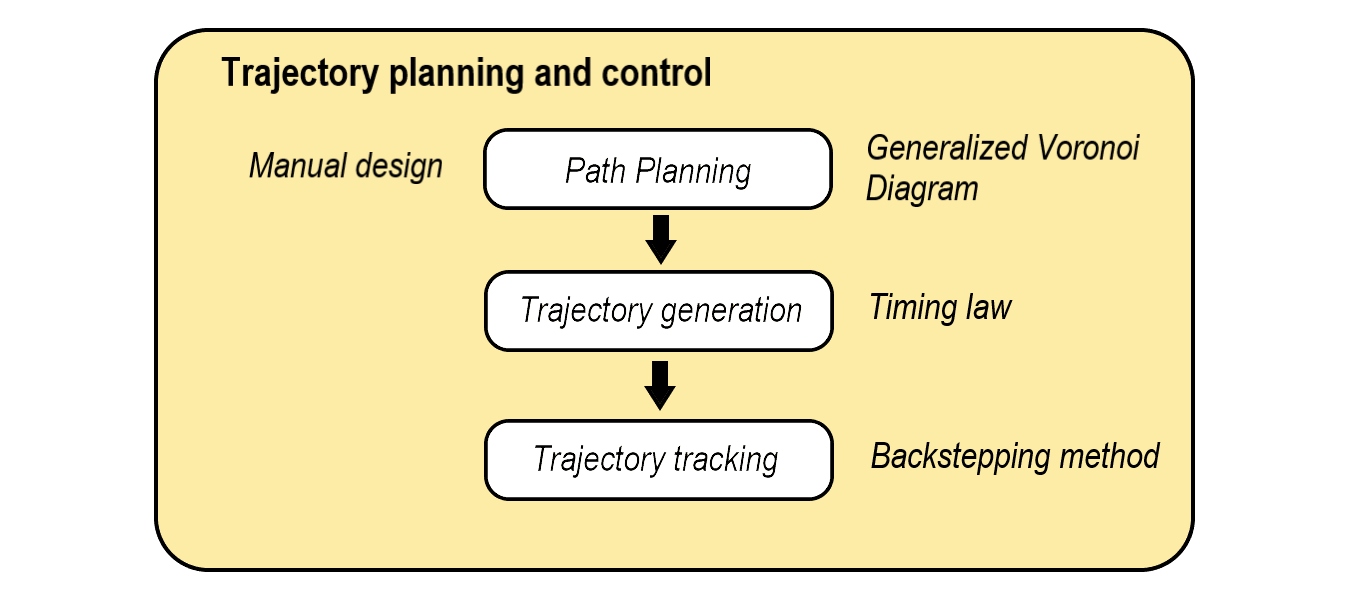 Trajectory planning and control
Manual design
Path Planning
Generalized Voronoi
Diagram
Trajectory generation
Timing law
Trajectory tracking
Backstepping method